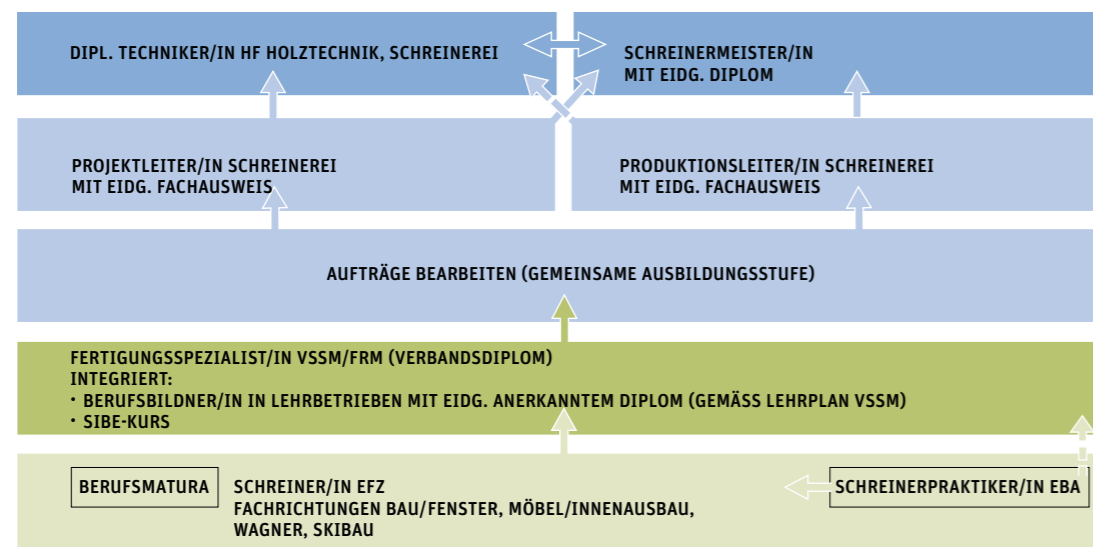 DIPL. TECHNIKER/IN HF HOLZTECHNIK, SCHREINEREI
SCHREINERMEISTER/IN
MIT EIDG. DIPLOM
PROJEKTLEITER/IN SCHREINEREI
MIT EIDG. FACHAUSWEIS
PRODUKTIONSLEITER/IN SCHREINEREI
MIT EIDG. FACHAUSWEIS
AUFTRÄGE BEARBEITEN (GEMEINSAME AUSBILDUNGSSTUFE)
FERTIGUNGSSPEZIALIST/IN VSSM/FRM (VERBANDSDIPLOM)
INTEGRIERT:
· BERUFSBILDNER/IN IN LEHRBETRIEBEN MIT EIDG. ANERKANNTEM DIPLOM (GEMÄSS LEHRPLAN VSSM)
· SIBE-KURS
BERUFSMATURA
SCHREINER/IN EFZ
FACHRICHTUNGEN BAU/FENSTER, MÖBEL/INNENAUSBAU,
WAGNER, SKIBAU
SCHREINERPRAKTIKER/IN EBA